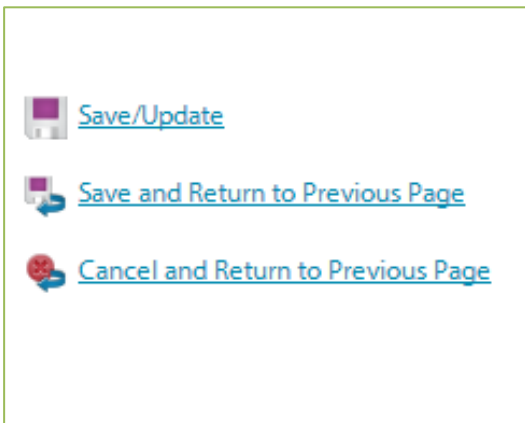 Save/Update
Save and Return to Previous Page
Cancel and Return to Previous Page